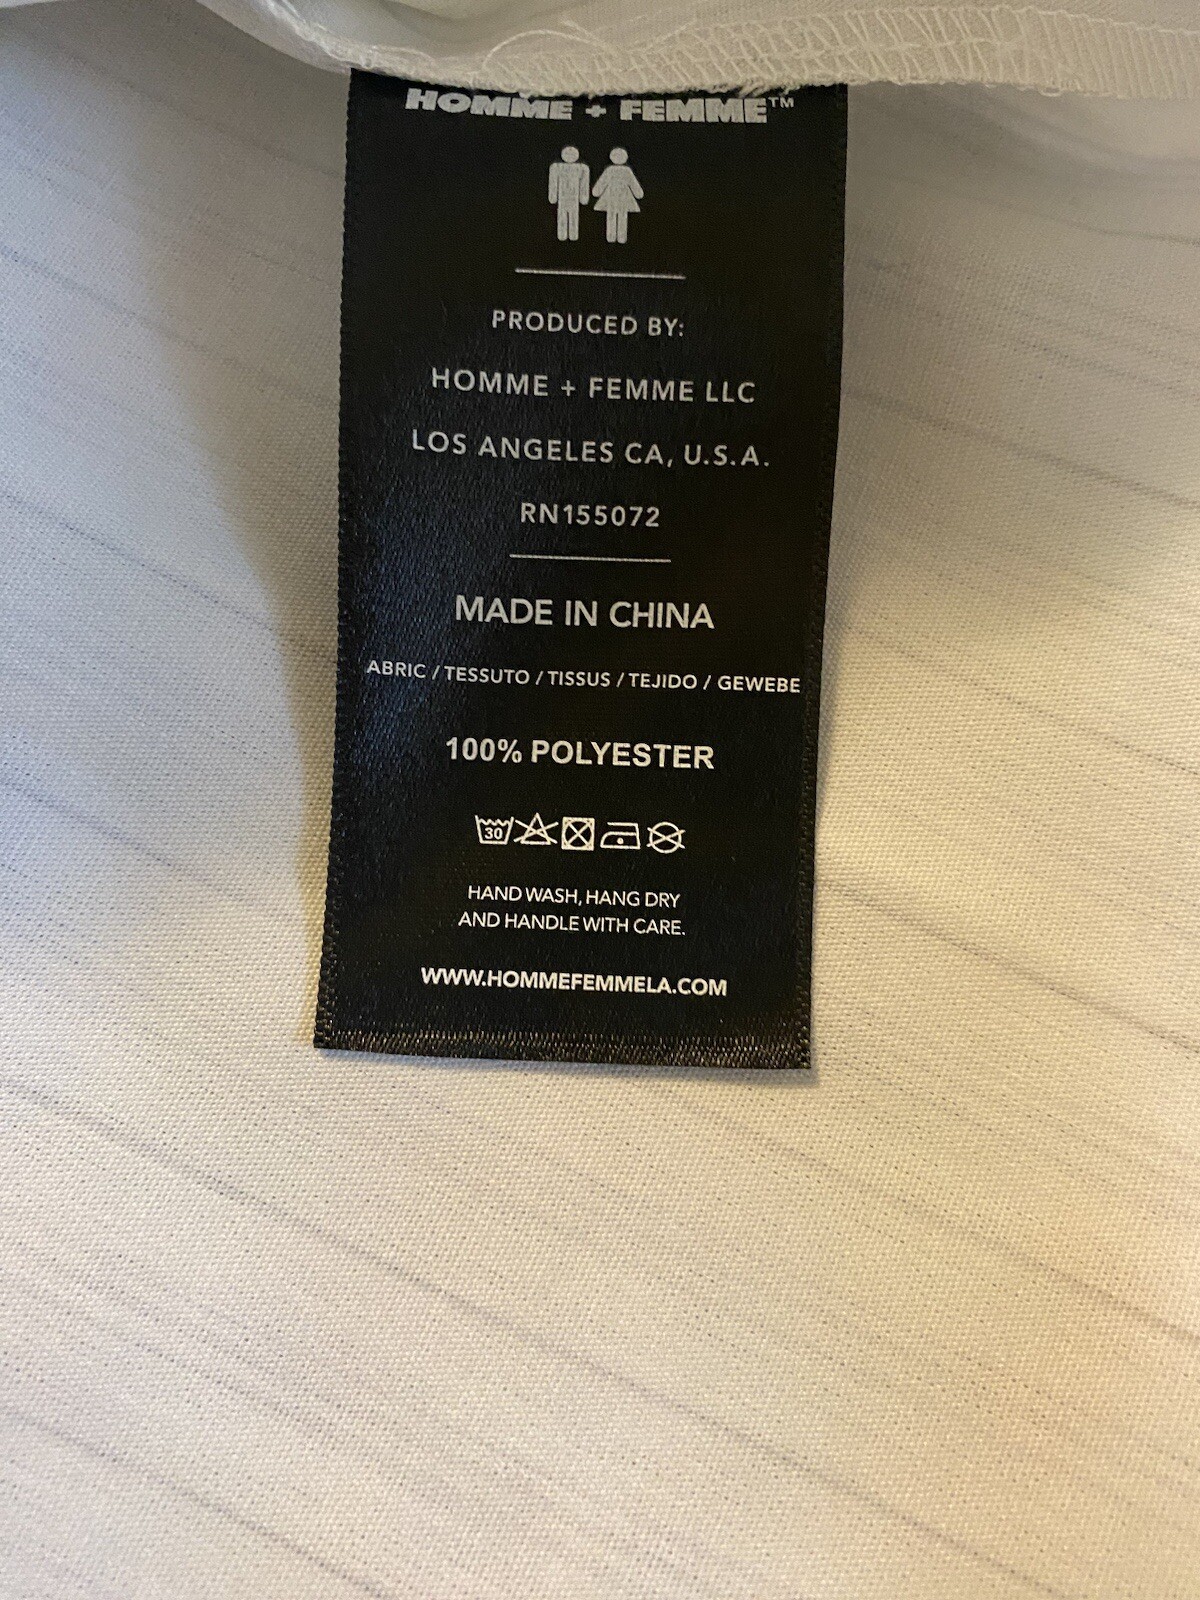 HOMME + FEMME™
PRODUCED BY:
HOMME + FEMME LLC
LOS ANGELES CA, U.S.A.
RN155072
MADE IN CHINA
ABRIC / TESSUTO / TISSUS / TEJIDO / GEWEBE
100% POLYESTER
30
HAND WASH, HANG DRY
AND HANDLE WITH CARE.
WWW.HOMMEFEMMELA.COM